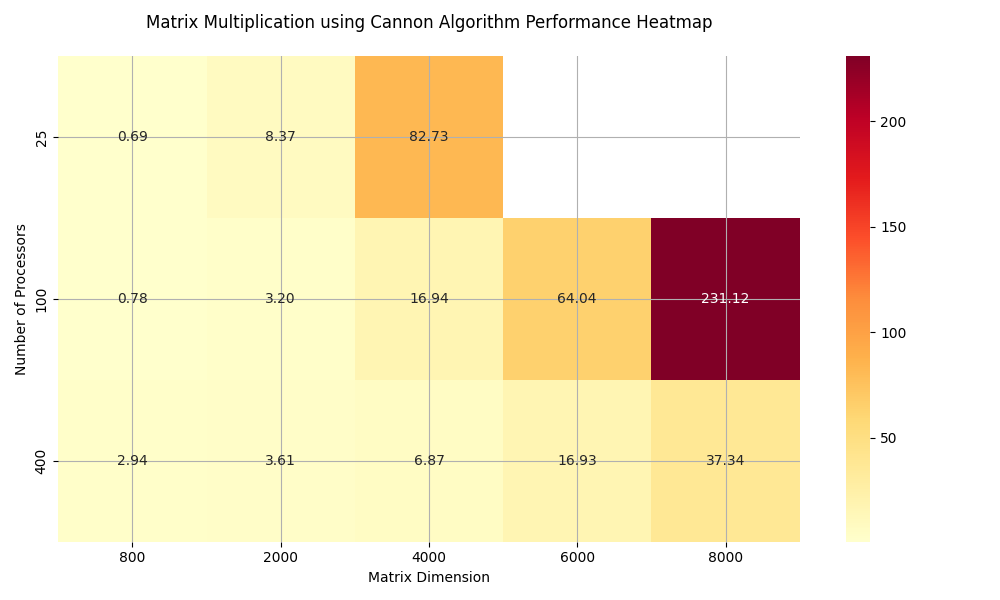 Matrix Multiplication using Cannon Algorithm Performance Heatmap
Number of Processors
25
0.69 8.37 82.73
100
0.78 3.20 16.94 64.04 231.12
400
2.94 3.61 6.87 16.93 37.34
800 2000 4000 6000 8000
Matrix Dimension
200
150
100
50